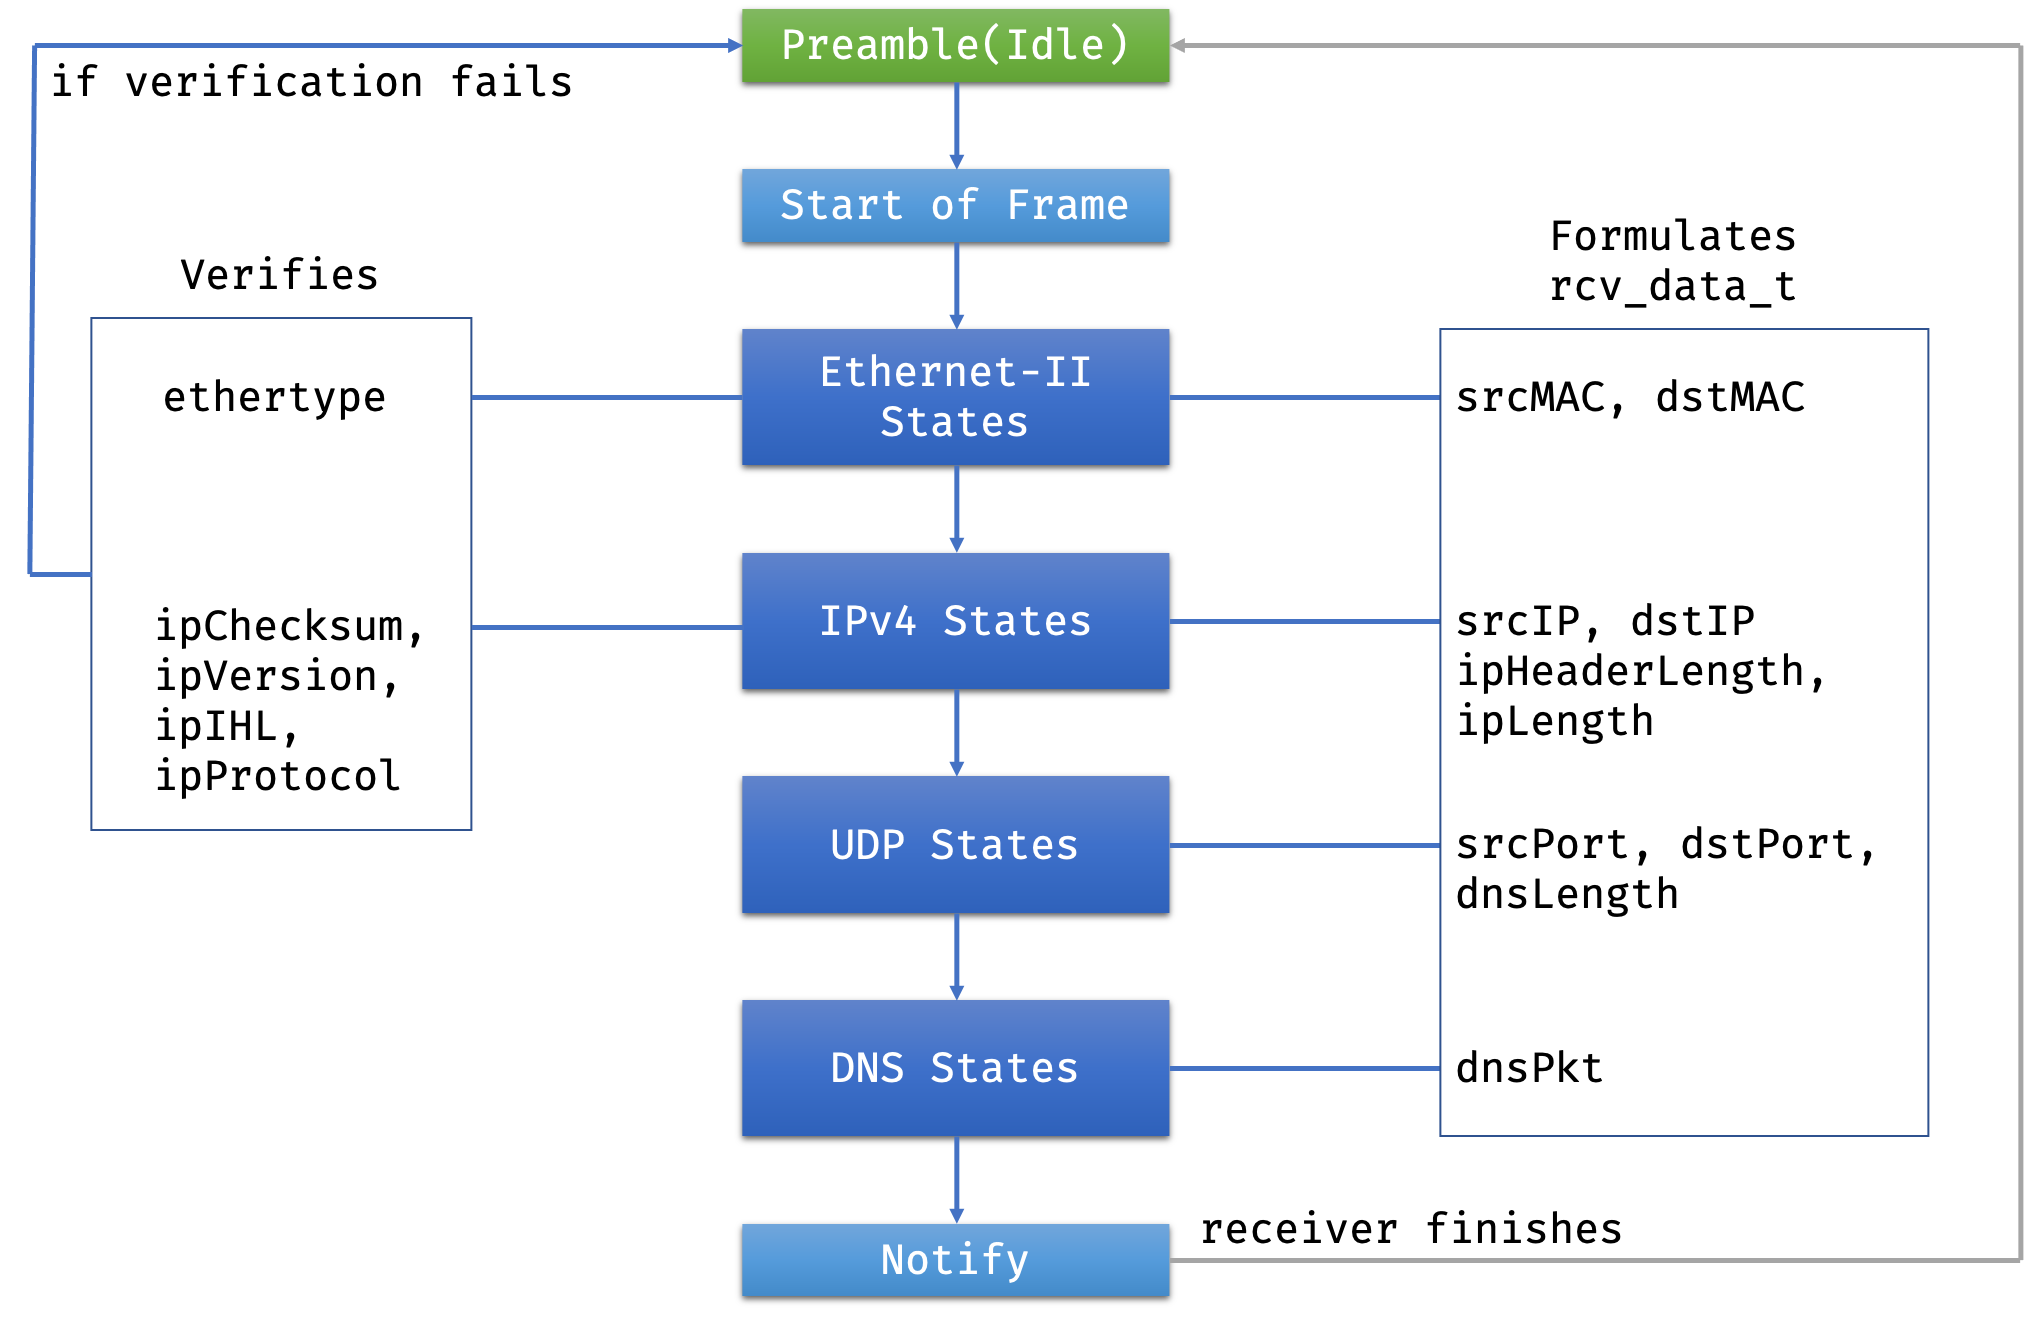 Preamble(Idle)
if verification fails
Start of Frame
Verifies
Formulates
rcv_data_t
ethertype
Ethernet-II
States
srcMAC, dstMAC
ipChecksum,
ipVersion,
ipIHL,
ipProtocol
IPv4 States
srcIP, dstIP
ipHeaderLength,
ipLength
UDP States
srcPort, dstPort,
dnsLength
DNS States
dnsPkt
Notify
receiver finishes